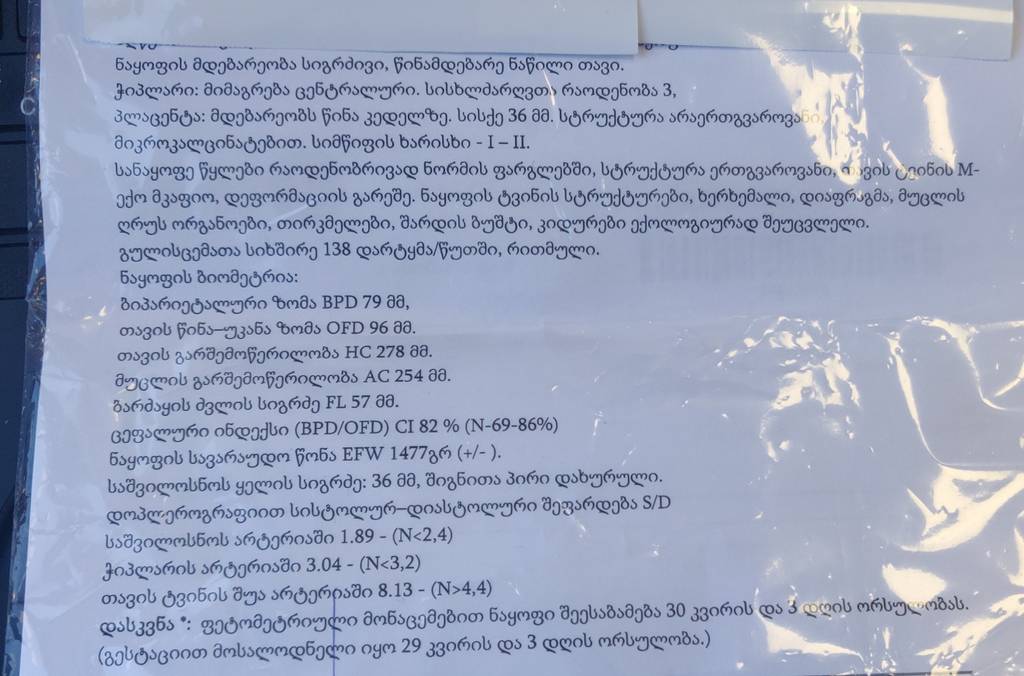 ნაყოფის მდებარეობა სიგრძივი, წინამდებარე ნაწილი თავი.
ჭიპლარი: მიმაგრება ცენტრალური. სისხლძარღვთა რაოდენობა 3,
პლაცენტა: მდებარეობს წინა კედელზე. სისქე 36 მმ. სტრუქტურა არაერთგვაროვანი,
მიკროკალცინატებით. სიმწიფის ხარისხი - I – II.
სანაყოფე წყლები რაოდენობრივად ნორმის ფარგლებში, სტრუქტურა ერთგვაროვანი, თავის ტვინის M-
ექო მკაფიო, დეფორმაციის გარეშე. ნაყოფის ტვინის სტრუქტურები, ხერხემალი, დიაფრაგმა, მუცლის
ღრუს ორგანოები, თირკმელები, შარდის ბუშტი, კიდურები ექოლოგიურად შეუცვლელი.
გულისცემათა სიხშირე 138 დარტყმა/წუთში, რითმული.
ნაყოფის ბიომეტრია:
ბიპარიეტალური ზომა BPD 79 მმ,
თავის წინა–უკანა ზომა OFD 96 მმ.
თავის გარშემოწერილობა HC 278 მმ.
მუცლის გარშემოწერილობა AC 254 მმ.
ბარძაყის ძვლის სიგრძე FL 57 მმ.
ცეფალური ინდექსი (BPD/OFD) CI 82 % (N-69-86%)
ნაყოფის სავარაუდო წონა EFW 1477გრ (+/- ).
საშვილოსნოს ყელის სიგრძე: 36 მმ, შიგნითა პირი დახურული.
დოპლეროგრაფიით სისტოლურ–დიასტოლური შეფარდება S/D
საშვილოსნოს არტერიაში 1.89 - (N<2,4)
ჭიპლარის არტერიაში 3.04 - (N<3,2)
თავის ტვინის შუა არტერიაში 8.13 - (N>4,4)
დასკვნა *: ფეტომეტრიული მონაცემებით ნაყოფი შეესაბამება 30 კვირის და 3 დღის ორსულობას.
(გესტაციით მოსალოდნელი იყო 29 კვირის და 3 დღის ორსულობა.)